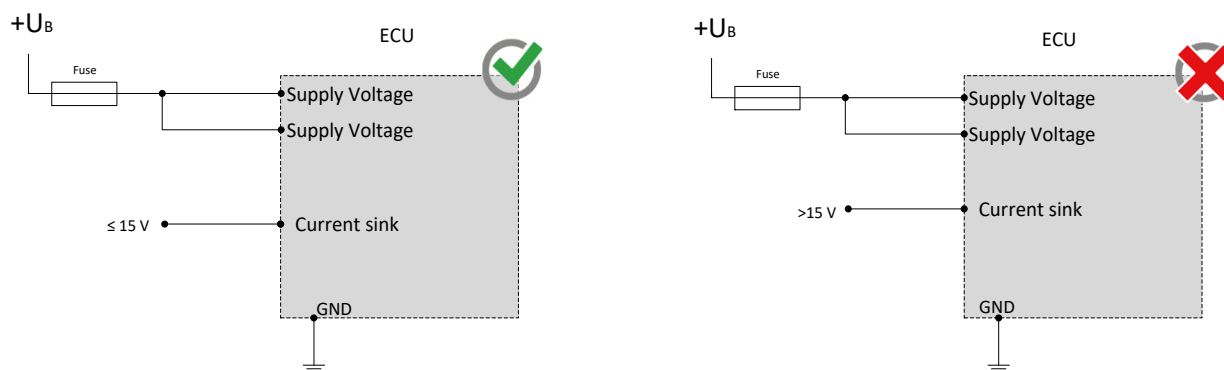 +UB
ECU
Fuse
Supply Voltage
Supply Voltage
≤ 15 V
Current sink
GND
+UB
ECU
Fuse
Supply Voltage
Supply Voltage
>15 V
Current sink
GND